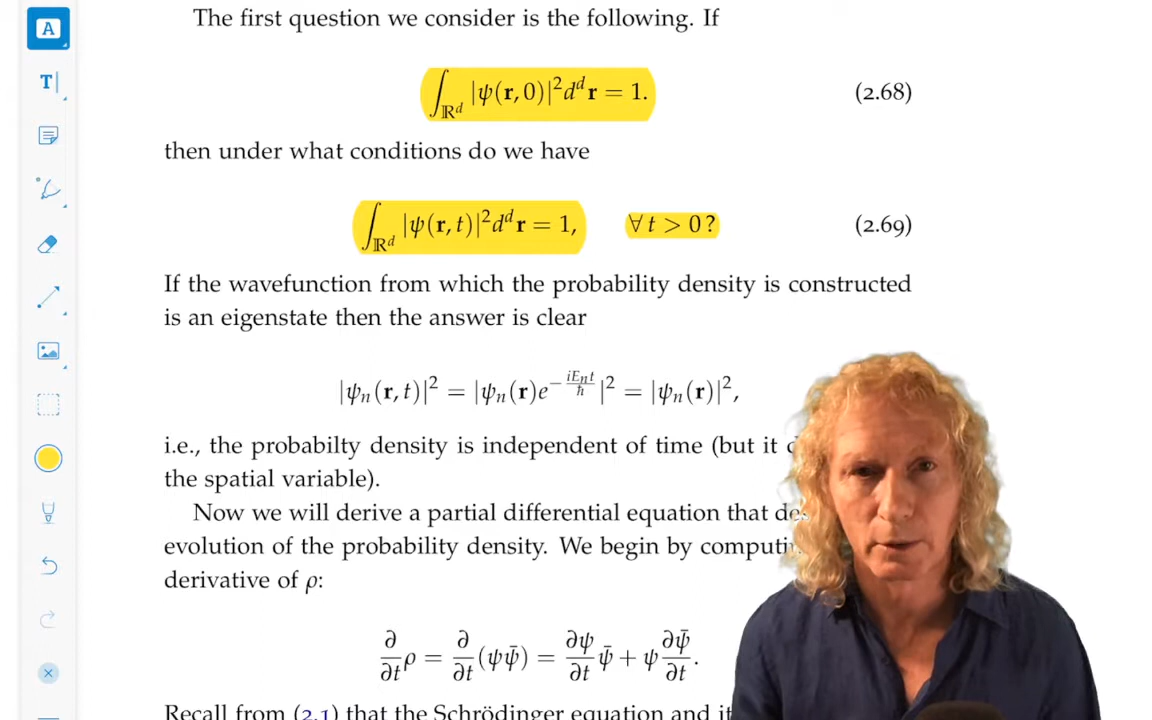 A
T|
The first question we consider is the following. If
∫_{ℝ^d} |ψ(𝐫, 0)|² d^d𝐫 = 1. (2.68)
then under what conditions do we have
∫_{ℝ^d} |ψ(𝐫, t)|² d^d𝐫 = 1, ∀ t > 0 ? (2.69)
If the wavefunction from which the probability density is constructed
is an eigenstate then the answer is clear
|ψ_n(𝐫, t)|² = |ψ_n(𝐫)e^{−iE_n t/ħ}|² = |ψ_n(𝐫)|²,
i.e., the probabilty density is independent of time (but it
the spatial variable).
Now we will derive a partial differential equation that
evolution of the probability density. We begin by
derivative of ρ:
∂/∂t ρ = ∂/∂t (ψψ̄) = ∂ψ/∂t ψ̄ + ψ ∂ψ̄/∂t.
Recall from (2.1) that the Schrödinger equation and